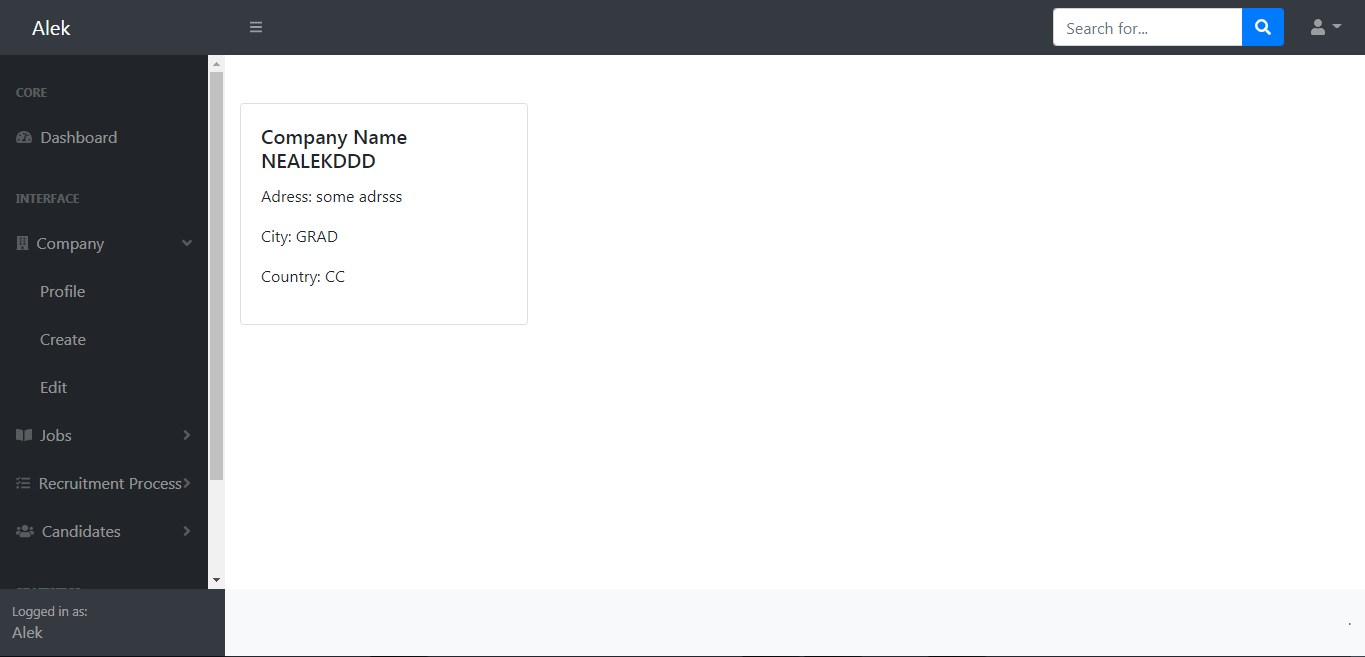 Alek
Search for...
CORE
Dashboard
INTERFACE
Company
Profile
Create
Edit
Jobs
Recruitment Process
Candidates
Logged in as:
Alek
Company Name
NEALEKDDD
Adress: some adrsss
City: GRAD
Country: CC
.